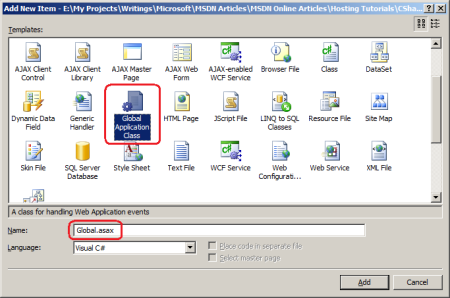 Add New Item - E:\My Projects\Writings\Microsoft\MSDN Articles\MSDN Online Articles\Hosting Tutorials\CSha...
Templates:
AJAX Client Control
AJAX Client Library
AJAX Master Page
AJAX Web Form
AJAX-enabled WCF Service
Browser File
Class
DataSet
Dynamic Data Field
Generic Handler
Global Application Class
HTML Page
JScript File
LINQ to SQL Classes
Resource File
Site Map
Skin File
SQL Server Database
Style Sheet
Text File
WCF Service
Web Configurati...
Web Service
XML File
A class for handling Web Application events
Name:
Global.asax
Language:
Visual C#
Place code in separate file
Select master page
Add
Cancel